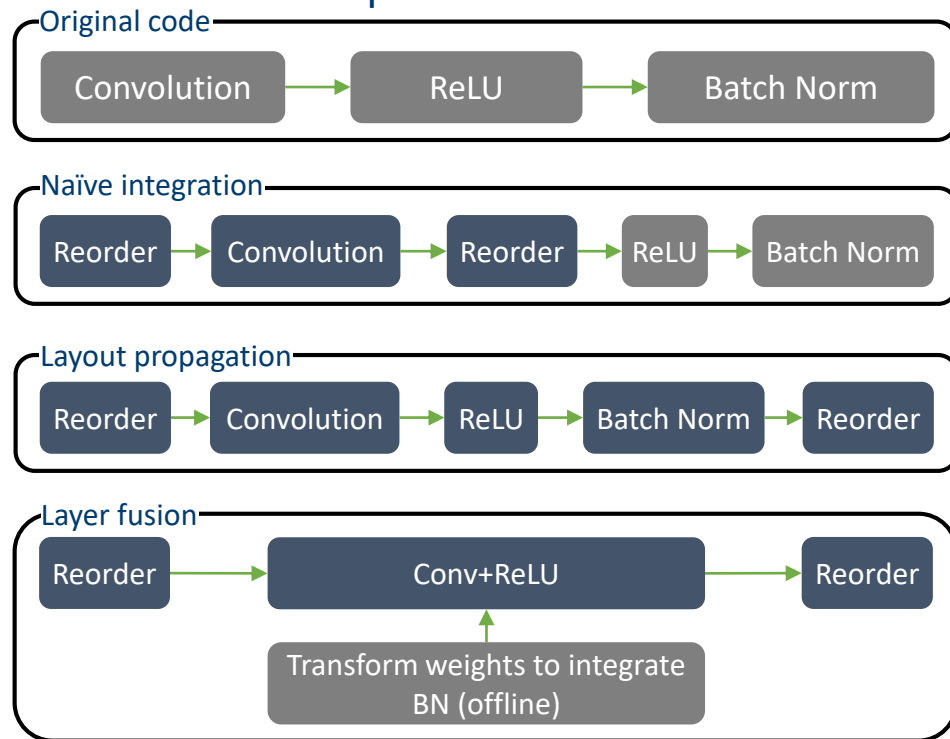 Original code
Convolution
ReLU
Batch Norm
Naïve integration
Reorder
Convolution
Reorder
ReLU
Batch Norm
Layout propagation
Reorder
Convolution
ReLU
Batch Norm
Reorder
Layer fusion
Reorder
Conv+ReLU
Reorder
Transform weights to integrate
BN (offline)